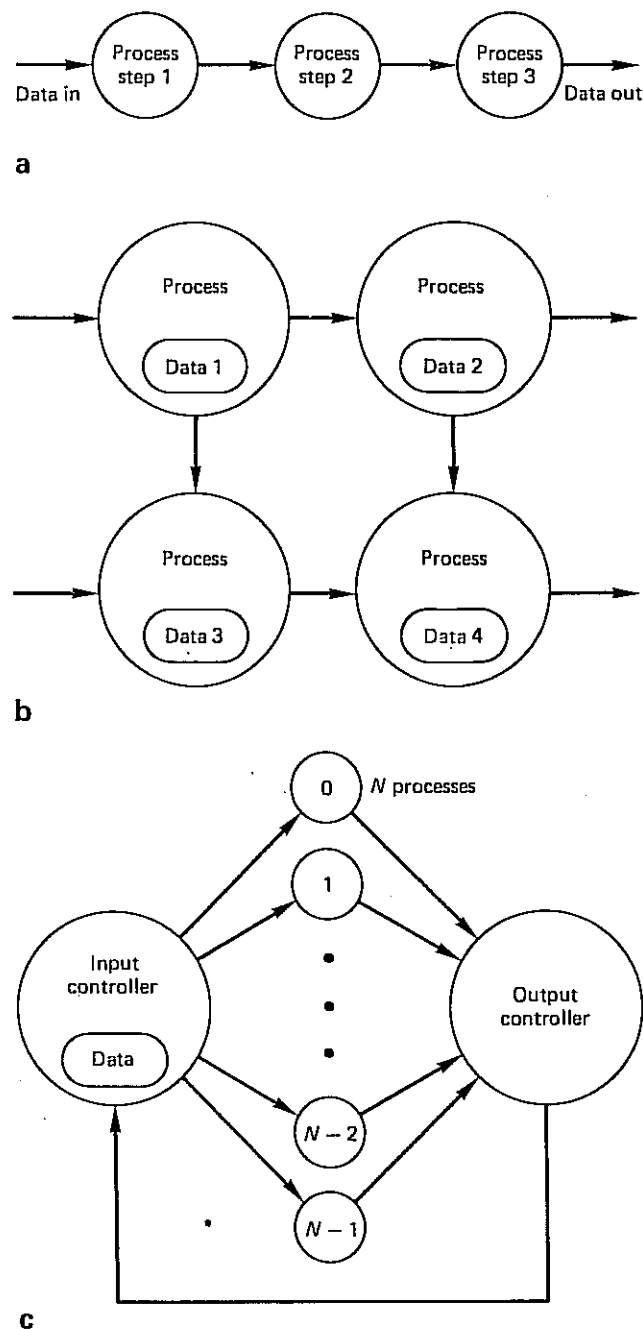 Process
step 1
Process
step 2
Process
step 3
Data in
Data out
a
Process
Data 1
Process
Data 2
Process
Data 3
Process
Data 4
b
0
N processes
1
Input
controller
Data
Output
controller
N − 2
N − 1
c